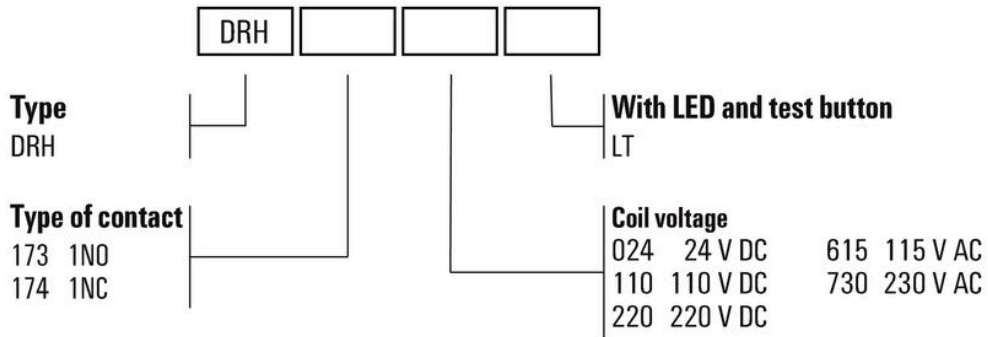 DRH
Type
DRH
With LED and test button
LT
Type of contact
173 1NO
174 1NC
Coil voltage
024 24 V DC 615 115 V AC
110 110 V DC 730 230 V AC
220 220 V DC